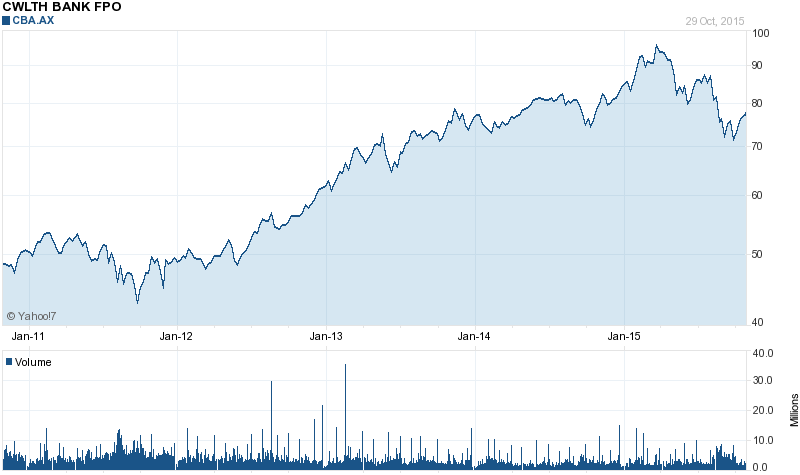 CWLTH BANK FPO
CBA.AX
29 Oct, 2015
100
90
80
70
60
50
40
© Yahoo!7
Jan-11 Jan-12 Jan-13 Jan-14 Jan-15
Volume
40.0
30.0
20.0
10.0
0.0
Millions